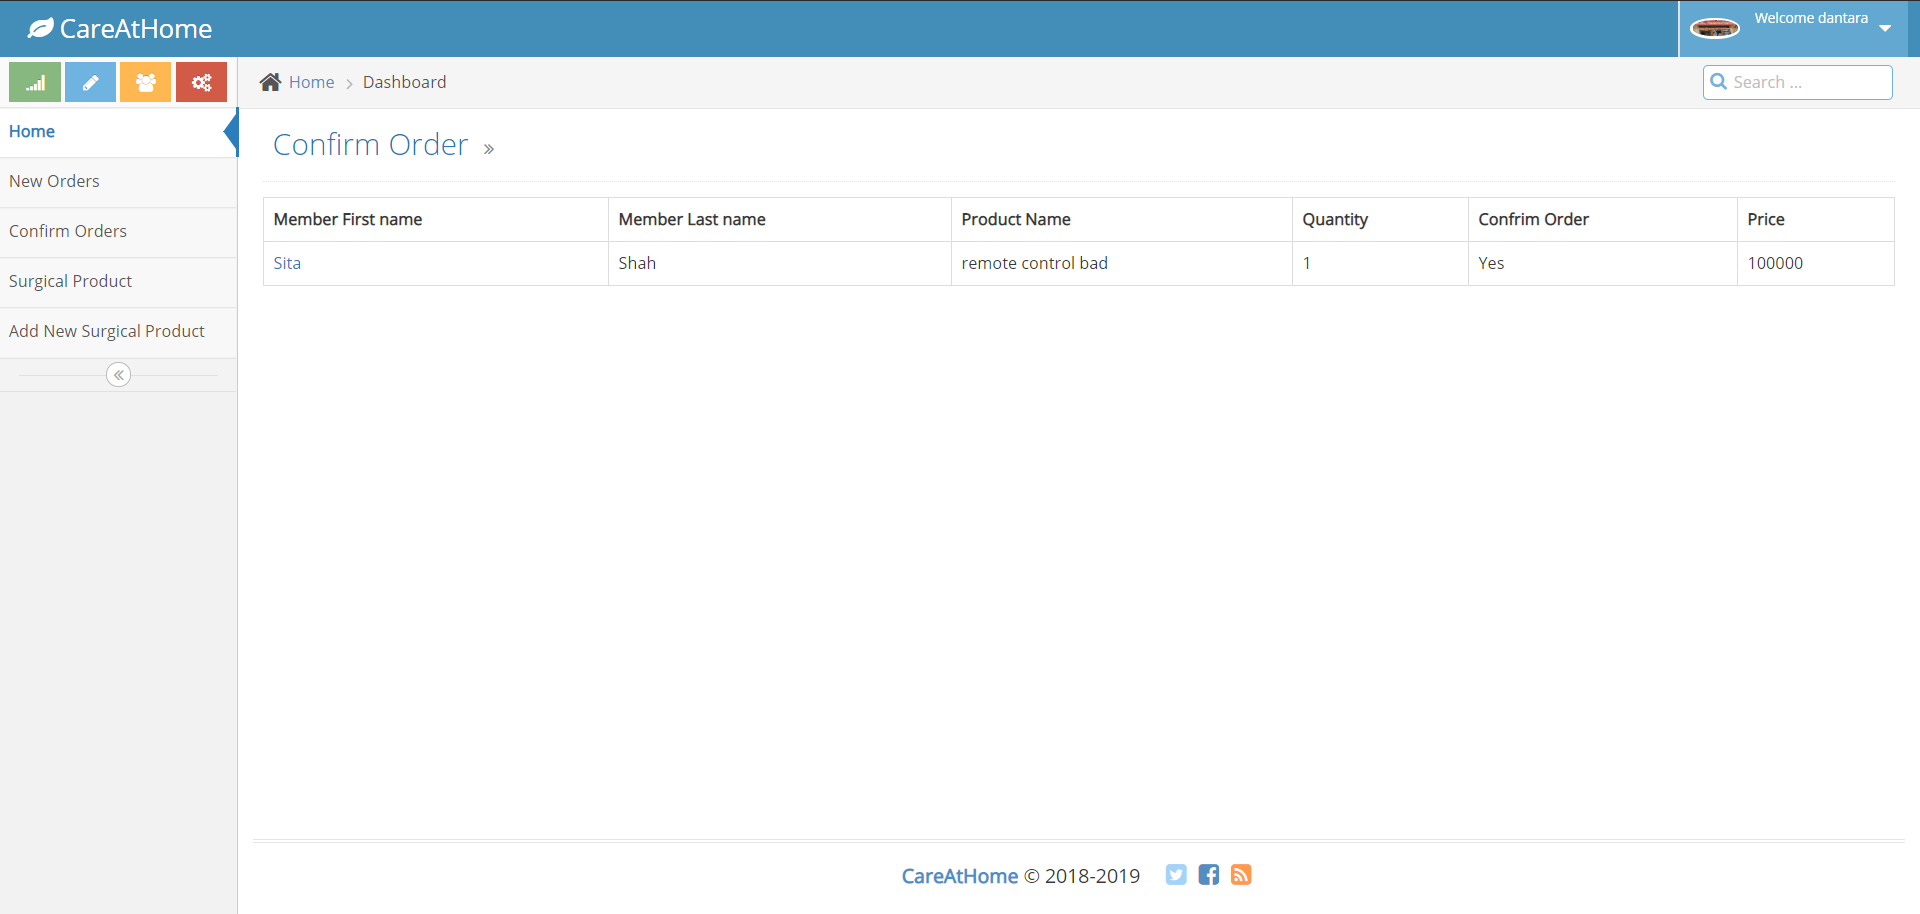 CareAtHome
Welcome dantara
Home Dashboard
Search ...
Home
New Orders
Confirm Orders
Surgical Product
Add New Surgical Product
Confirm Order »
Member First name Member Last name Product Name Quantity Confrim Order Price
Sita Shah remote control bad 1 Yes 100000
CareAtHome © 2018-2019